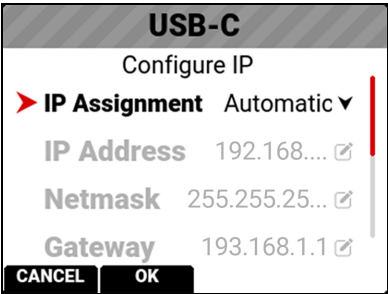 USB-C
Configure IP
IP Assignment Automatic
IP Address 192.168....
Netmask 255.255.25...
Gateway 193.168.1.1
CANCEL OK